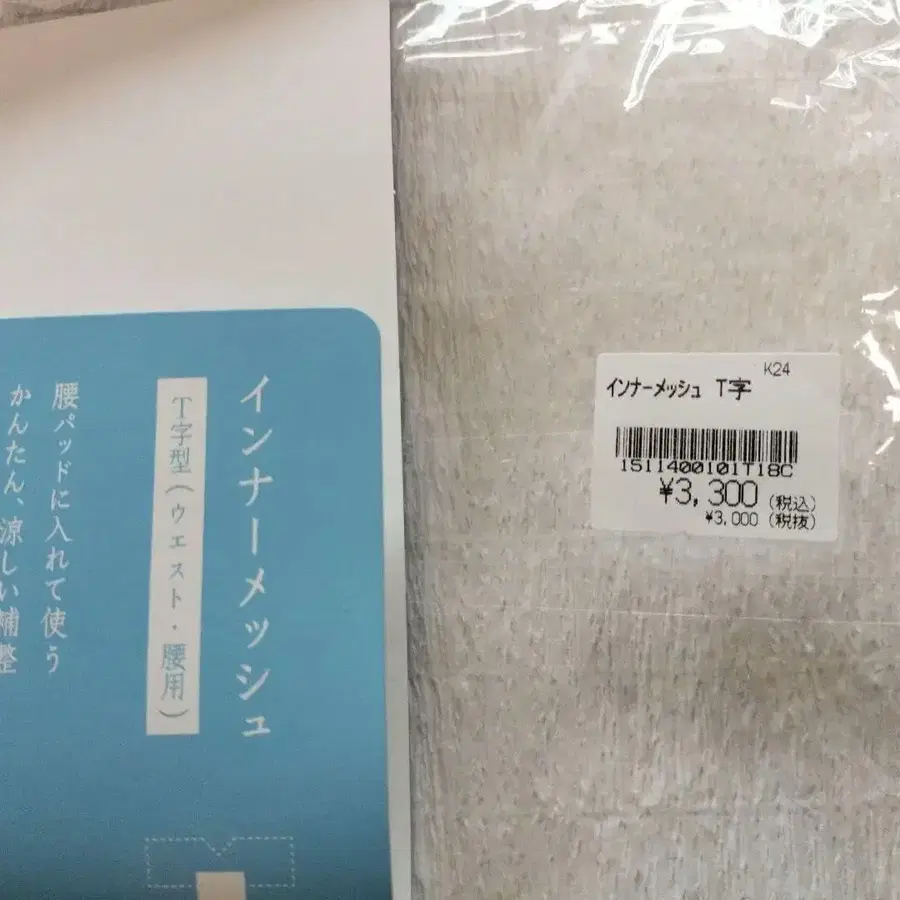 インナーメッシュ
T字型(ウエスト・腰用)
腰パッドに入れて使う
かんたん、涼しい補整
K24
インナーメッシュ T字
1511400101T18C
¥3,300(税込)
¥3,000(税抜)